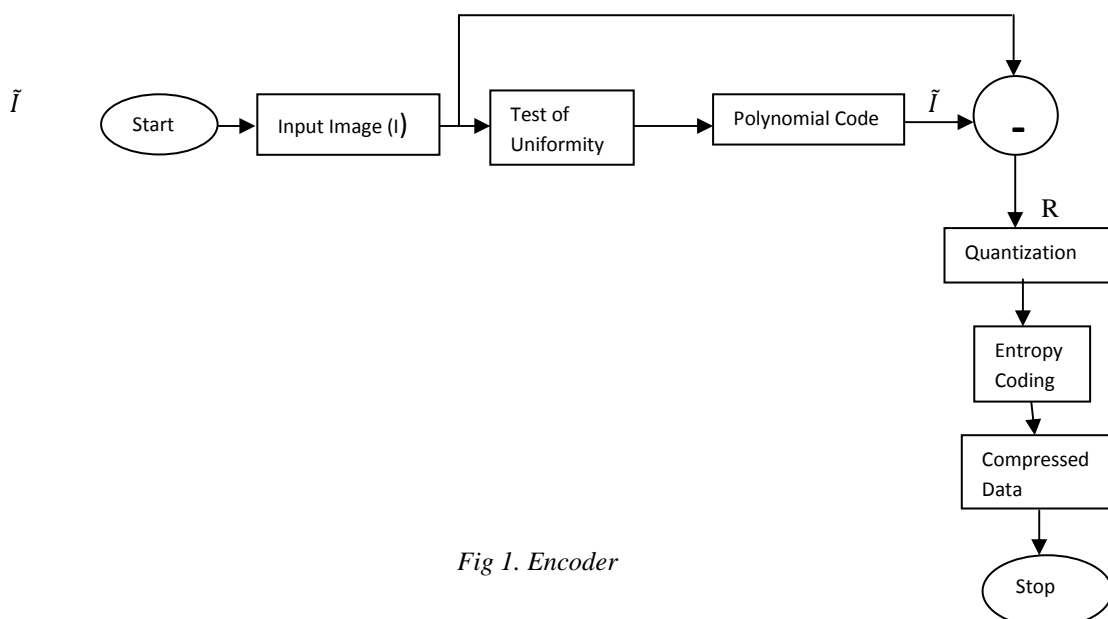 Ĩ
Start
Input Image (I)
Test of
Uniformity
Polynomial Code
Ĩ
-
R
Quantization
Entropy
Coding
Compressed
Data
Stop
Fig 1. Encoder